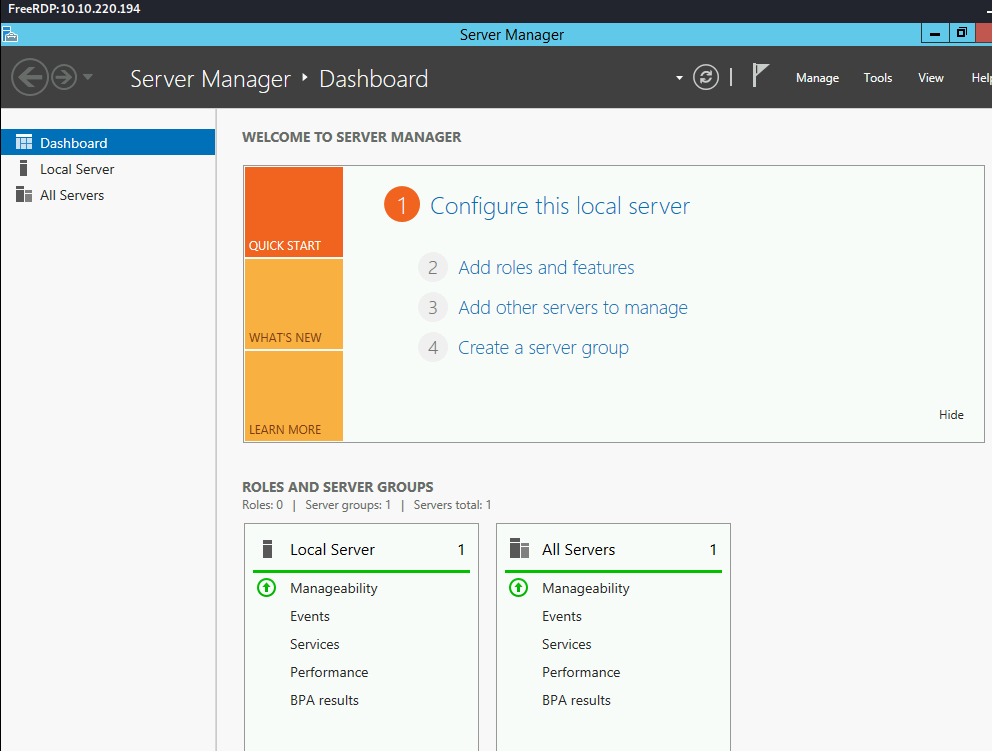 FreeRDP:10.10.220.194
Server Manager
Server Manager Dashboard
Manage Tools View Help
Dashboard
Local Server
All Servers
WELCOME TO SERVER MANAGER
QUICK START
WHAT'S NEW
LEARN MORE
1 Configure this local server
2 Add roles and features
3 Add other servers to manage
4 Create a server group
Hide
ROLES AND SERVER GROUPS
Roles: 0 | Server groups: 1 | Servers total: 1
Local Server 1
Manageability
Events
Services
Performance
BPA results
All Servers 1
Manageability
Events
Services
Performance
BPA results